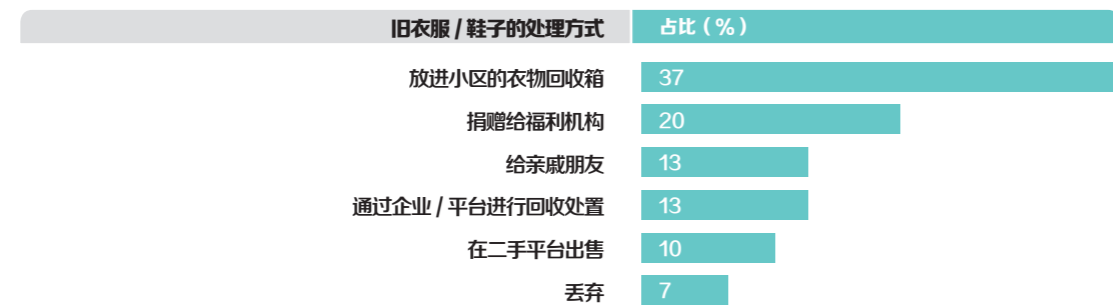 旧衣服 / 鞋子的处理方式 占比（%）
放进小区的衣物回收箱 37
捐赠给福利机构 20
给亲戚朋友 13
通过企业 / 平台进行回收处置 13
在二手平台出售 10
丢弃 7